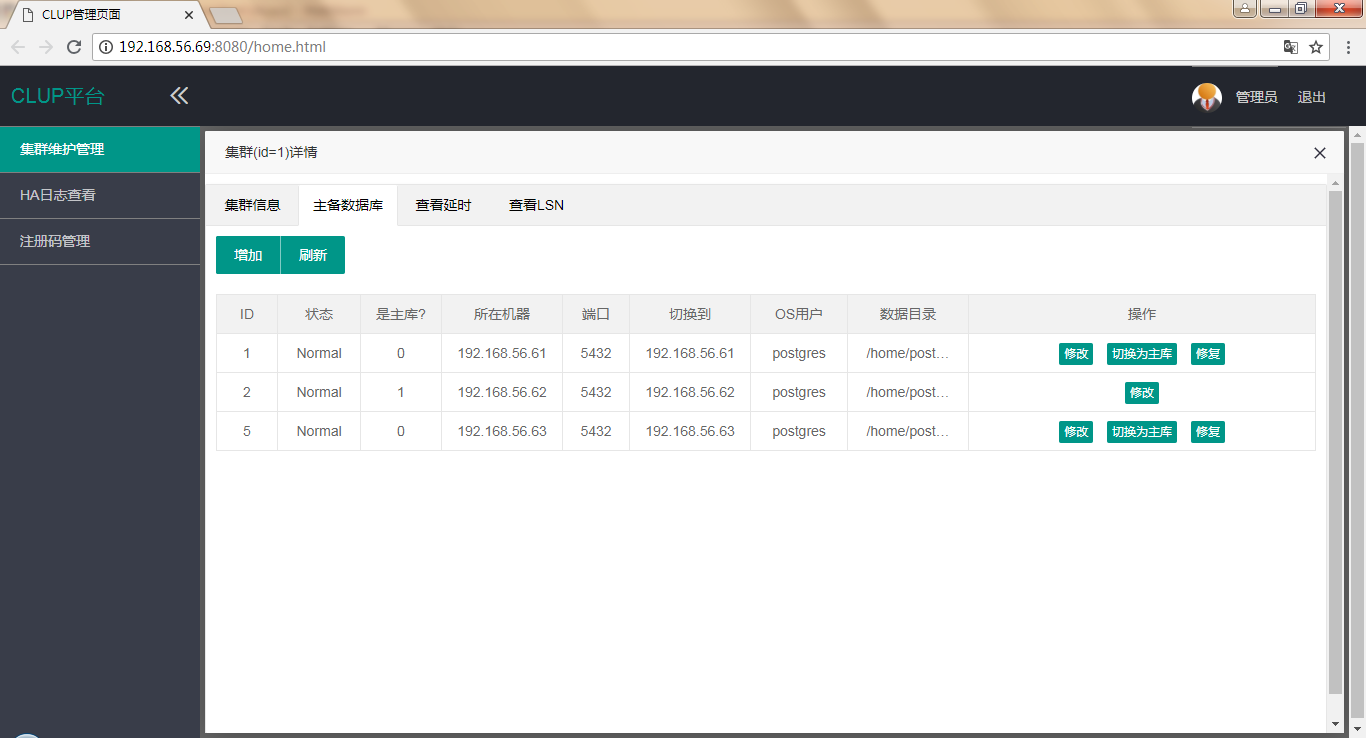 CLUP管理页面
192.168.56.69:8080/home.html
CLUP平台
管理员 退出
集群维护管理
HA日志查看
注册码管理
集群(id=1)详情
集群信息 主备数据库 查看延时 查看LSN
增加 刷新
ID 状态 是主库? 所在机器 端口 切换到 OS用户 数据目录 操作
1 Normal 0 192.168.56.61 5432 192.168.56.61 postgres /home/post... 修改 切换为主库 修复
2 Normal 1 192.168.56.62 5432 192.168.56.62 postgres /home/post... 修改
5 Normal 0 192.168.56.63 5432 192.168.56.63 postgres /home/post... 修改 切换为主库 修复